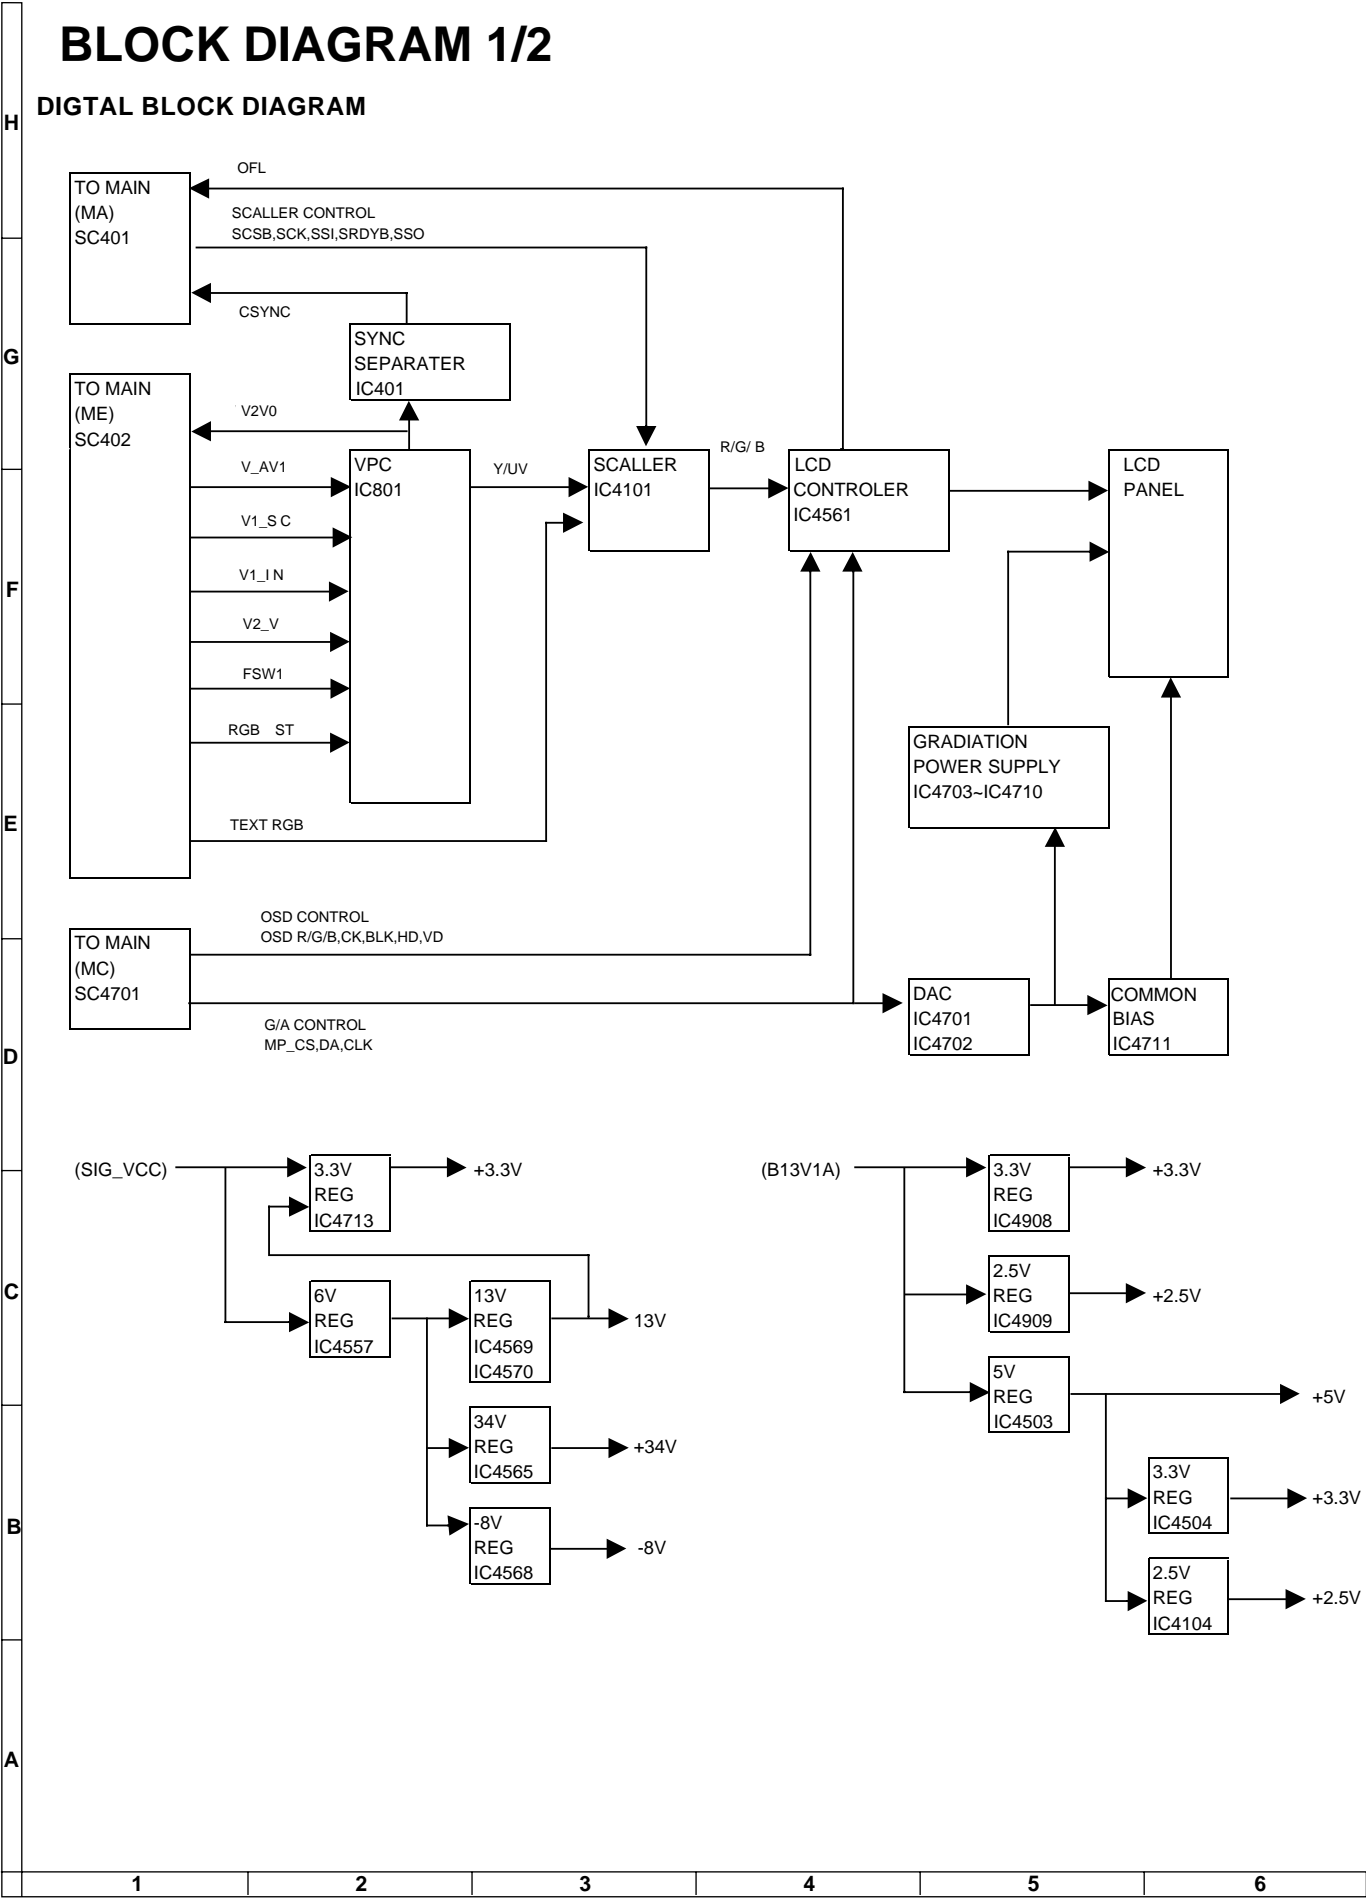 BLOCK DIAGRAM 1/2
DIGTAL BLOCK DIAGRAM
H
G
F
E
D
C
B
A
TO MAIN
(MA)
SC401
OFL
SCALLER CONTROL
SCSB,SCK,SSI,SRDYB,SSO
CSYNC
SYNC
SEPARATER
IC401
TO MAIN
(ME)
SC402
V2V0
V_AV1
V1_S C
V1_I N
V2_V
FSW1
RGB ST
TEXT RGB
VPC
IC801
Y/UV
SCALLER
IC4101
R/G/ B
LCD
CONTROLER
IC4561
LCD
PANEL
GRADIATION
POWER SUPPLY
IC4703~IC4710
TO MAIN
(MC)
SC4701
OSD CONTROL
OSD R/G/B,CK,BLK,HD,VD
G/A CONTROL
MP_CS,DA,CLK
DAC
IC4701
IC4702
COMMON
BIAS
IC4711
(SIG_VCC)
3.3V
REG
IC4713
+3.3V
6V
REG
IC4557
13V
REG
IC4569
IC4570
13V
34V
REG
IC4565
+34V
-8V
REG
IC4568
-8V
(B13V1A)
3.3V
REG
IC4908
+3.3V
2.5V
REG
IC4909
+2.5V
5V
REG
IC4503
+5V
3.3V
REG
IC4504
+3.3V
2.5V
REG
IC4104
+2.5V
1
2
3
4
5
6